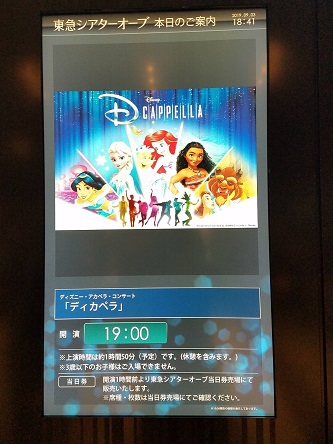 2019.09.03
東急シアターオーブ 本日のご案内 18:41
Disney
DCAPPELLA
ディズニー・アカペラ・コンサート
「ディカペラ」
開 演 19:00
※上演時間は約1時間50分(予定)です。(休憩を含みます。)
※3歳以下のお子様はご入場できません。
当日券 開演1時間前より東急シアターオーブ当日券売場にて
販売いたします。
※席種・枚数は当日券売場にてご確認ください。